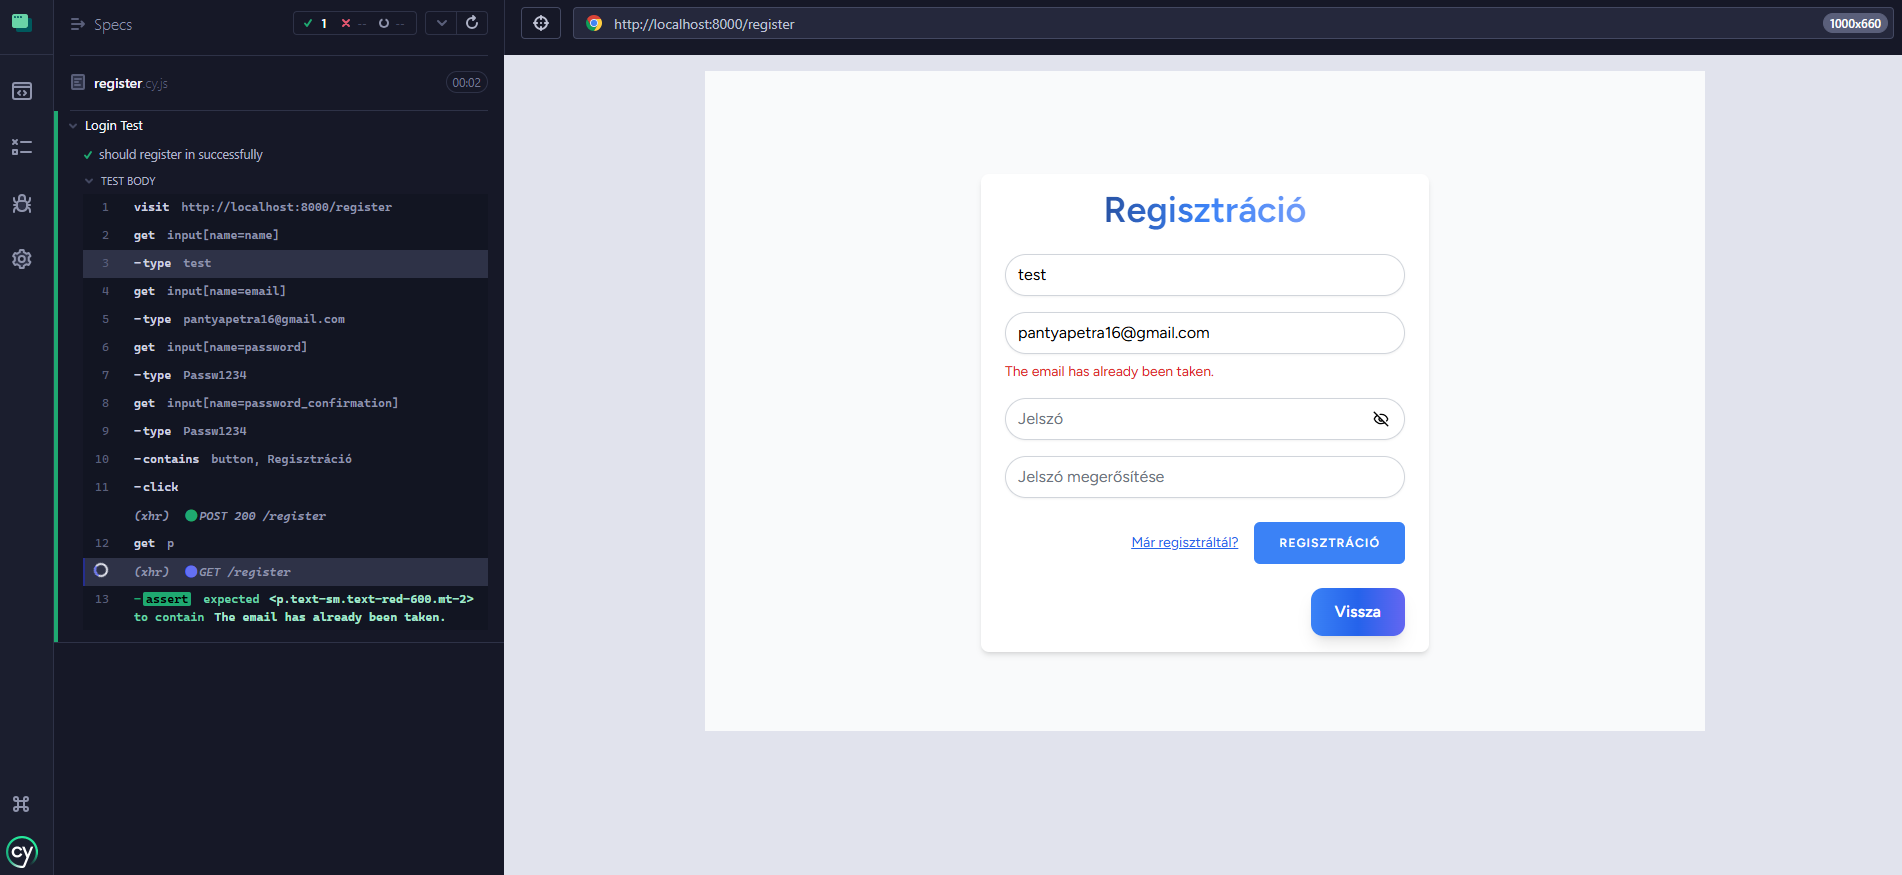 Specs
1 -- --
http://localhost:8000/register
1000x660
register.cy.js
00:02
Login Test
should register in successfully
TEST BODY
1 visit http://localhost:8000/register
2 get input[name=name]
3 -type test
4 get input[name=email]
5 -type pantyapetra16@gmail.com
6 get input[name=password]
7 -type Passw1234
8 get input[name=password_confirmation]
9 -type Passw1234
10 -contains button, Regisztráció
11 -click
(xhr) POST 200 /register
12 get p
(xhr) GET /register
13 -assert expected <p.text-sm.text-red-600.mt-2>
to contain The email has already been taken.
cy
Regisztráció
test
pantyapetra16@gmail.com
The email has already been taken.
Jelszó
Jelszó megerősítése
Már regisztráltál?
REGISZTRÁCIÓ
Vissza